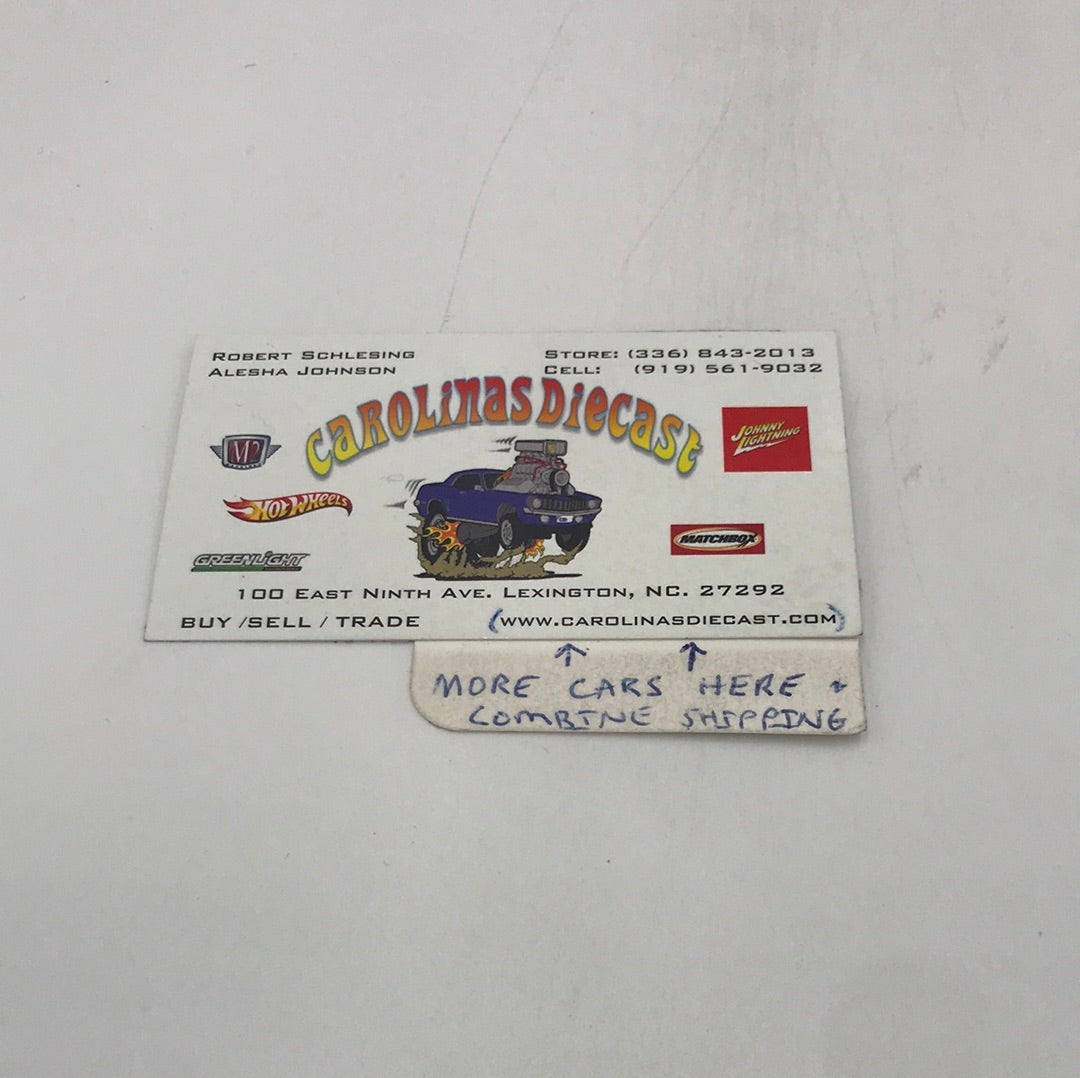 ROBERT SCHLESING
ALESHA JOHNSON
STORE: (336) 843-2013
CELL: (919) 561-9032
CAROLINAS DIECAST
M2
JOHNNY LIGHTNING
HOT WHEELS
MATCHBOX
GREENLIGHT
100 EAST NINTH AVE. LEXINGTON, NC. 27292
BUY /SELL / TRADE
(WWW.CAROLINASDIECAST.COM)
MORE CARS HERE +
COMBINE SHIPPING